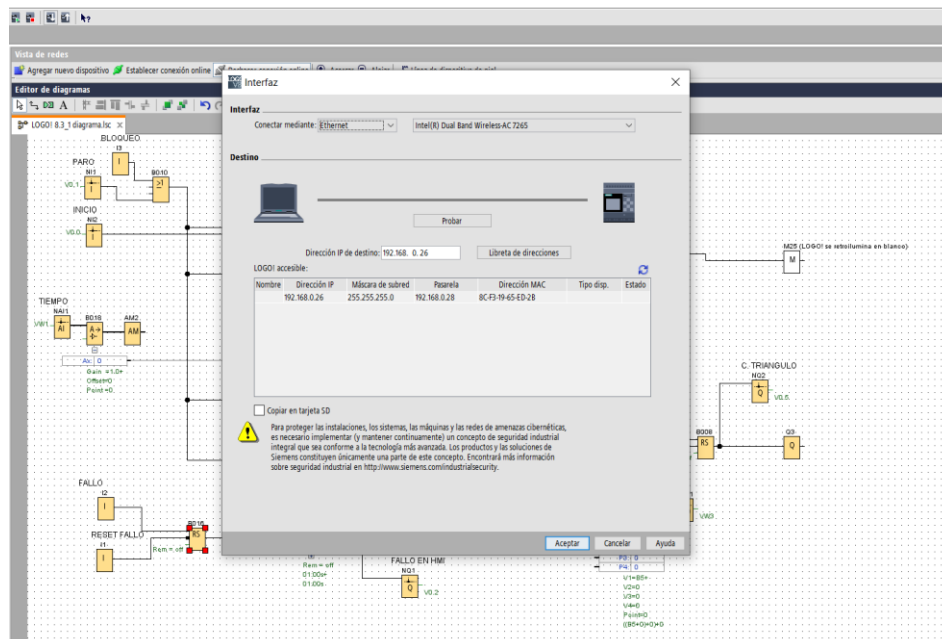 Vista de redes
Agregar nuevo dispositivo Establecer conexión online
Editor de diagramas
LOGO! 8.3_1 diagrama.lsc
BLOQUEO
I3
I
PARO
NI1
V0.1
I
B010
≥1
INICIO
NI2
V0.0
I
TIEMPO
NAI1
VW1
AI
B018
A→
AM2
AM
Ax: 0
Gain =1.0+
Offset=0
Point =0
FALLO
I2
I
RESET FALLO
I1
I
B016
RS
Rem = off
Rem = off
01:00s+
01:00s
FALLO EN HMI
NQ1
Q
V0.2
M25 (LOGO! se retroilumina en blanco)
M
C. TRIANGULO
NQ2
Q
V0.5
B008
RS
Q3
Q
P3: 0
P4: 0
V1=B5+
V2=0
V3=0
V4=0
Point=0
((B5+0)+0)+0
Interfaz
Interfaz
Conectar mediante: Ethernet Intel(R) Dual Band Wireless-AC 7265
Destino
Probar
Dirección IP de destino: 192.168. 0. 26 Libreta de direcciones
LOGO! accesible:
Nombre Dirección IP Máscara de subred Pasarela Dirección MAC Tipo disp. Estado
192.168.0.26 255.255.255.0 192.168.0.28 8C-F3-19-65-ED-2B
Copiar en tarjeta SD
Para proteger las instalaciones, los sistemas, las máquinas y las redes de amenazas cibernéticas,
es necesario implementar (y mantener continuamente) un concepto de seguridad industrial
integral que sea conforme a la tecnología más avanzada. Los productos y las soluciones de
Siemens constituyen únicamente una parte de este concepto. Encontrará más información
sobre seguridad industrial en http://www.siemens.com/industrialsecurity.
Aceptar Cancelar Ayuda